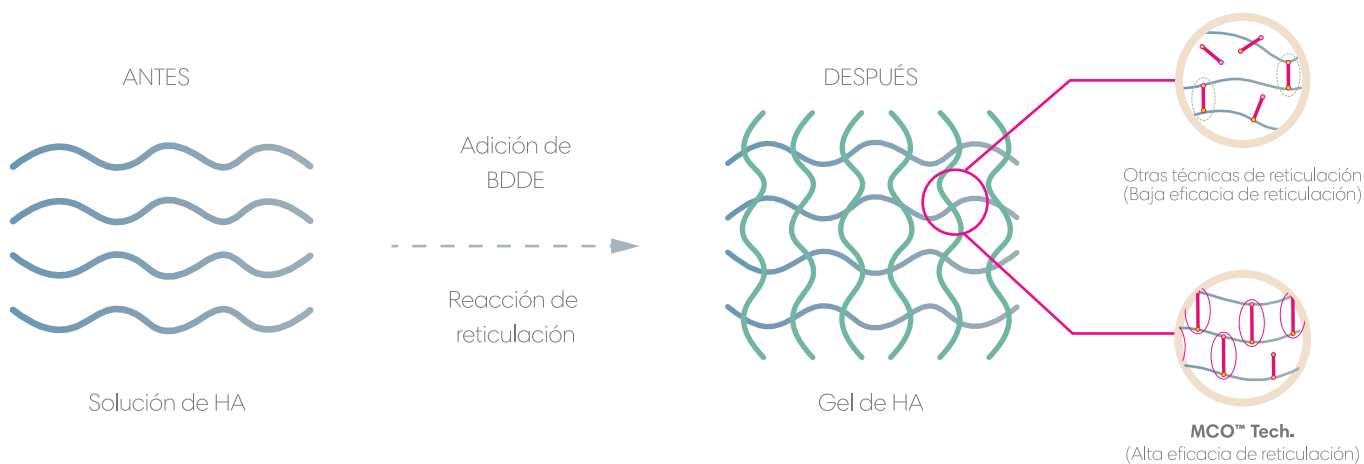 ANTES
Adición de
BDDE
Reacción de
reticulación
Solución de HA
DESPUÉS
Gel de HA
Otras técnicas de reticulación
(Baja eficacia de reticulación)
MCO™ Tech.
(Alta eficacia de reticulación)